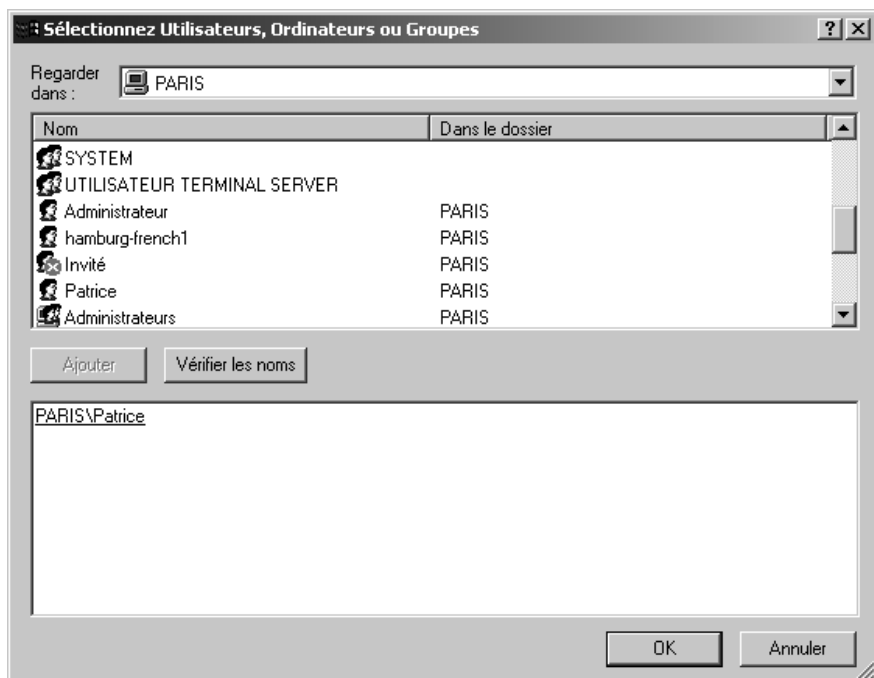 Sélectionnez Utilisateurs, Ordinateurs ou Groupes
Regarder
dans :
PARIS
Nom Dans le dossier
SYSTEM
UTILISATEUR TERMINAL SERVER
Administrateur PARIS
hamburg-french1 PARIS
Invité PARIS
Patrice PARIS
Administrateurs PARIS
Ajouter Vérifier les noms
PARIS\Patrice
OK Annuler